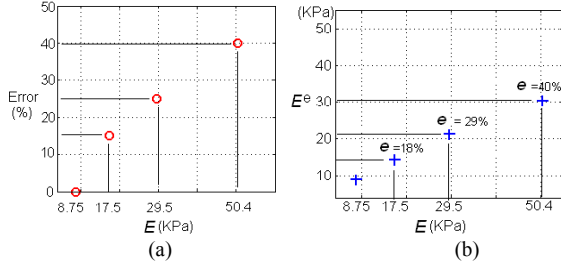 50
40
30
20
10
0
Error
(%)
8.75 17.5 29.5 50.4
E (KPa)
(a)
(KPa)
50
40
30
20
10
E^e
e =18%
e = 29%
e =40%
8.75 17.5 29.5 50.4
E (KPa)
(b)